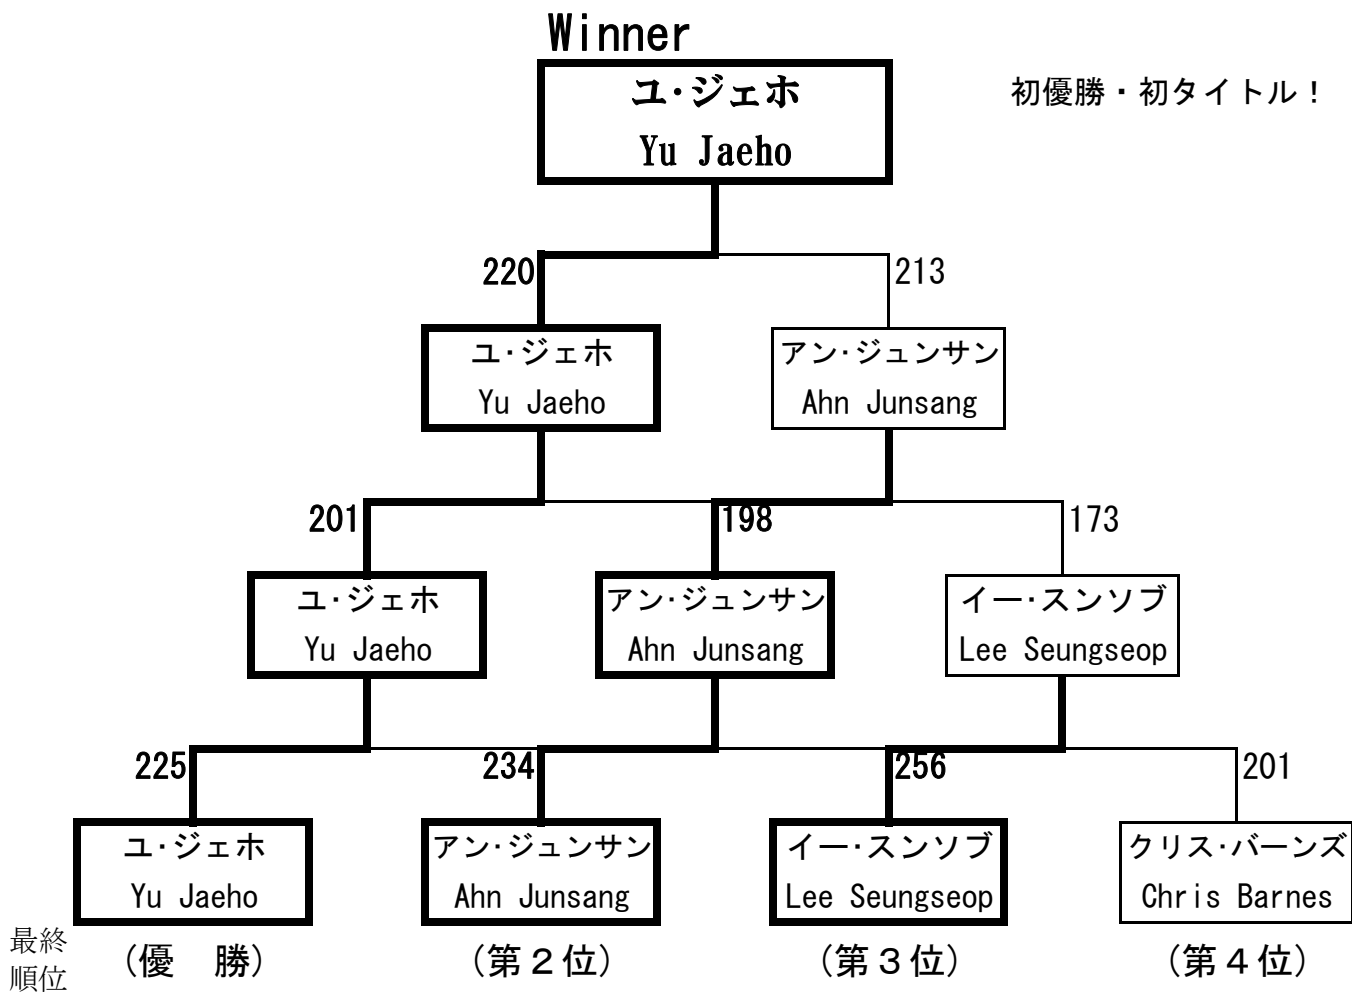 Winner
ユ・ジェホ
Yu Jaeho
初優勝・初タイトル！
220
213
ユ・ジェホ
アン・ジュンサン
Yu Jaeho
Ahn Junsang
201
198
173
ユ・ジェホ
アン・ジュンサン
イー・スンソブ
Yu Jaeho
Ahn Junsang
Lee Seungseop
225
234
256
201
ユ・ジェホ
アン・ジュンサン
イー・スンソブ
クリス・バーンズ
Yu Jaeho
Ahn Junsang
Lee Seungseop
Chris Barnes
最終
順位
（優　勝）
（第２位）
（第３位）
（第４位）